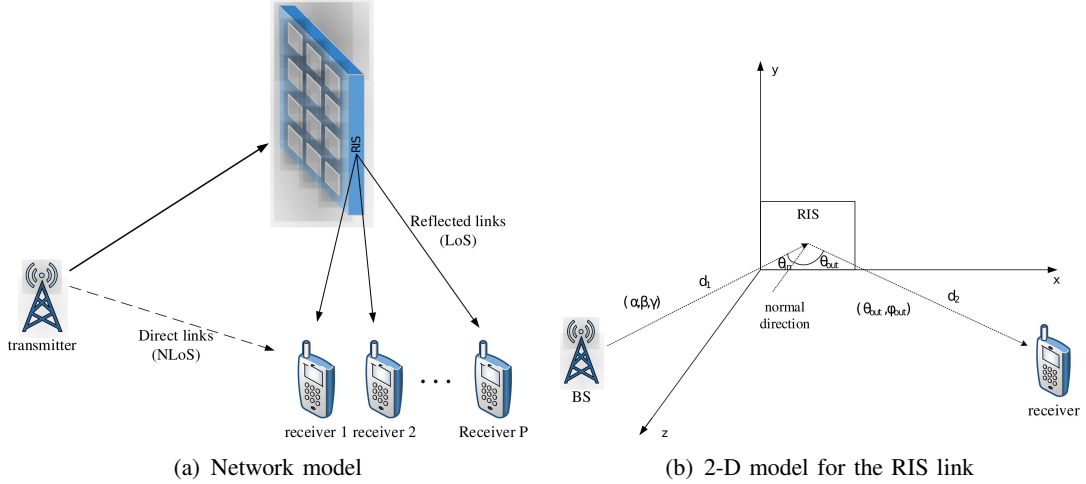 RIS
Reflected links
(LoS)
transmitter
Direct links
(NLoS)
receiver 1
receiver 2
...
Receiver P
(a) Network model
y
RIS
θin
θout
d1
x
(α,β,γ)
normal
direction
(θout,φout)
d2
BS
receiver
z
(b) 2-D model for the RIS link